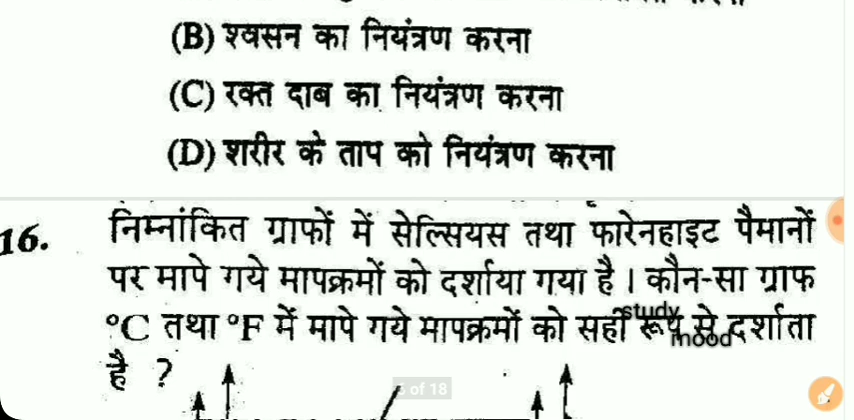 (B) श्वसन का नियंत्रण करना
(C) रक्त दाब का नियंत्रण करना
(D) शरीर के ताप को नियंत्रण करना
16. निम्नांकित ग्राफों में सेल्सियस तथा फारेनहाइट पैमानों
पर मापे गये मापक्रमों को दर्शाया गया है । कौन-सा ग्राफ
°C तथा °F में मापे गये मापक्रमों को सही रूप से दर्शाता
study
mood
है ?
5 of 18